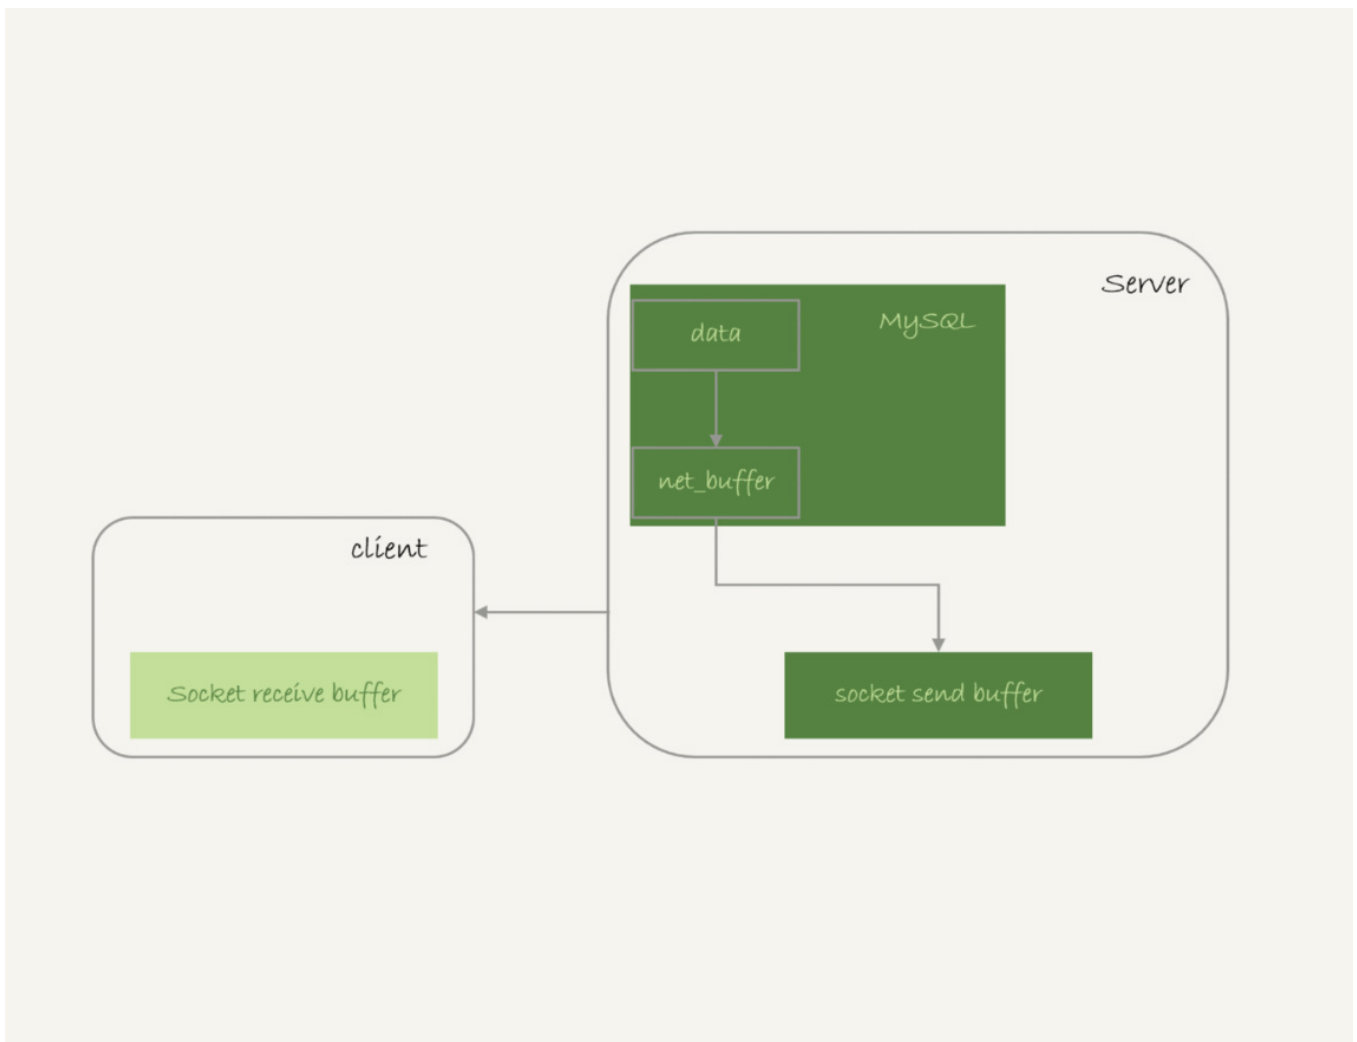 Server
MySQL
data
net_buffer
client
Socket receive buffer
socket send buffer